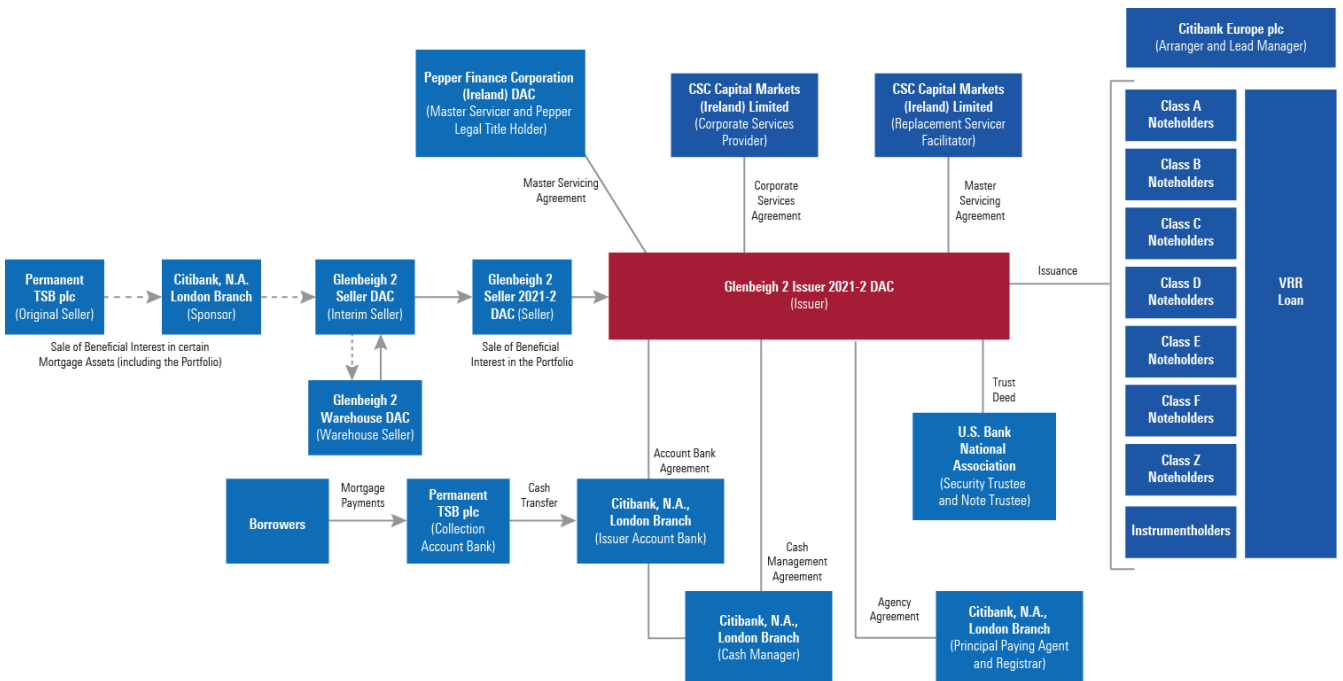 Citibank Europe plc
(Arranger and Lead Manager)
Pepper Finance Corporation
(Ireland) DAC
(Master Servicer and Pepper
Legal Title Holder)
CSC Capital Markets
(Ireland) Limited
(Corporate Services
Provider)
CSC Capital Markets
(Ireland) Limited
(Replacement Servicer
Facilitator)
Class A
Noteholders
Class B
Noteholders
Class C
Noteholders
Class D
Noteholders
Class E
Noteholders
Class F
Noteholders
Class Z
Noteholders
Instrumentholders
VRR
Loan
Master Servicing
Agreement
Corporate
Services
Agreement
Master
Servicing
Agreement
Permanent
TSB plc
(Original Seller)
Citibank, N.A.
London Branch
(Sponsor)
Glenbeigh 2
Seller DAC
(Interim Seller)
Glenbeigh 2
Seller 2021-2
DAC (Seller)
Glenbeigh 2 Issuer 2021-2 DAC
(Issuer)
Issuance
Sale of Beneficial Interest in certain
Mortgage Assets (including the Portfolio)
Sale of Beneficial
Interest in the Portfolio
Glenbeigh 2
Warehouse DAC
(Warehouse Seller)
Trust
Deed
U.S. Bank
National
Association
(Security Trustee
and Note Trustee)
Account Bank
Agreement
Borrowers
Mortgage
Payments
Permanent
TSB plc
(Collection
Account Bank)
Cash
Transfer
Citibank, N.A.,
London Branch
(Issuer Account Bank)
Cash
Management
Agreement
Citibank, N.A.,
London Branch
(Cash Manager)
Agency
Agreement
Citibank, N.A.,
London Branch
(Principal Paying Agent
and Registrar)